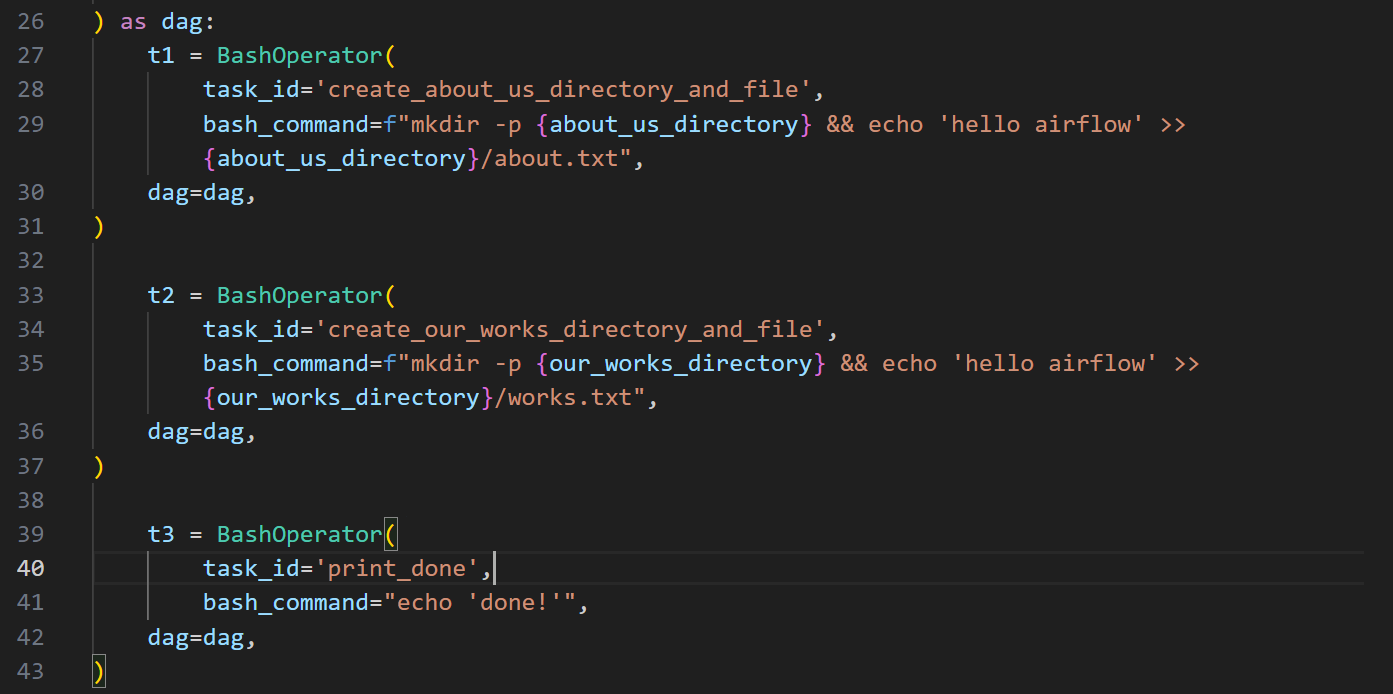 26 ) as dag:
27 t1 = BashOperator(
28 task_id='create_about_us_directory_and_file',
29 bash_command=f"mkdir -p {about_us_directory} && echo 'hello airflow' >>
{about_us_directory}/about.txt",
30 dag=dag,
31 )
32
33 t2 = BashOperator(
34 task_id='create_our_works_directory_and_file',
35 bash_command=f"mkdir -p {our_works_directory} && echo 'hello airflow' >>
{our_works_directory}/works.txt",
36 dag=dag,
37 )
38
39 t3 = BashOperator(
40 task_id='print_done',
41 bash_command="echo 'done!'",
42 dag=dag,
43 )